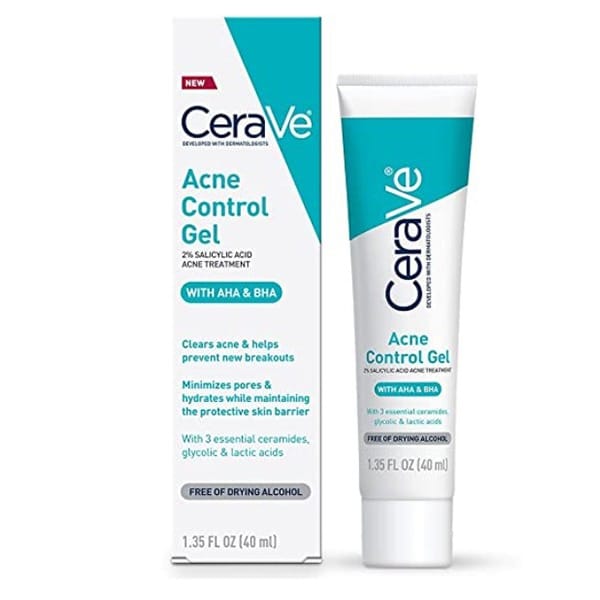 NEW
CeraVe®
DEVELOPED WITH DERMATOLOGISTS
Acne
Control
Gel
2% SALICYLIC ACID
ACNE TREATMENT
WITH AHA & BHA
Clears acne & helps
prevent new breakouts
Minimizes pores &
hydrates while maintaining
the protective skin barrier
With 3 essential ceramides,
glycolic & lactic acids
FREE OF DRYING ALCOHOL
1.35 FL OZ (40 ml)
CeraVe®
DEVELOPED WITH DERMATOLOGISTS
Acne
Control Gel
2% SALICYLIC ACID ACNE TREATMENT
WITH AHA & BHA
With 3 essential ceramides,
glycolic & lactic acids
FREE OF DRYING ALCOHOL
1.35 FL OZ (40 ml)